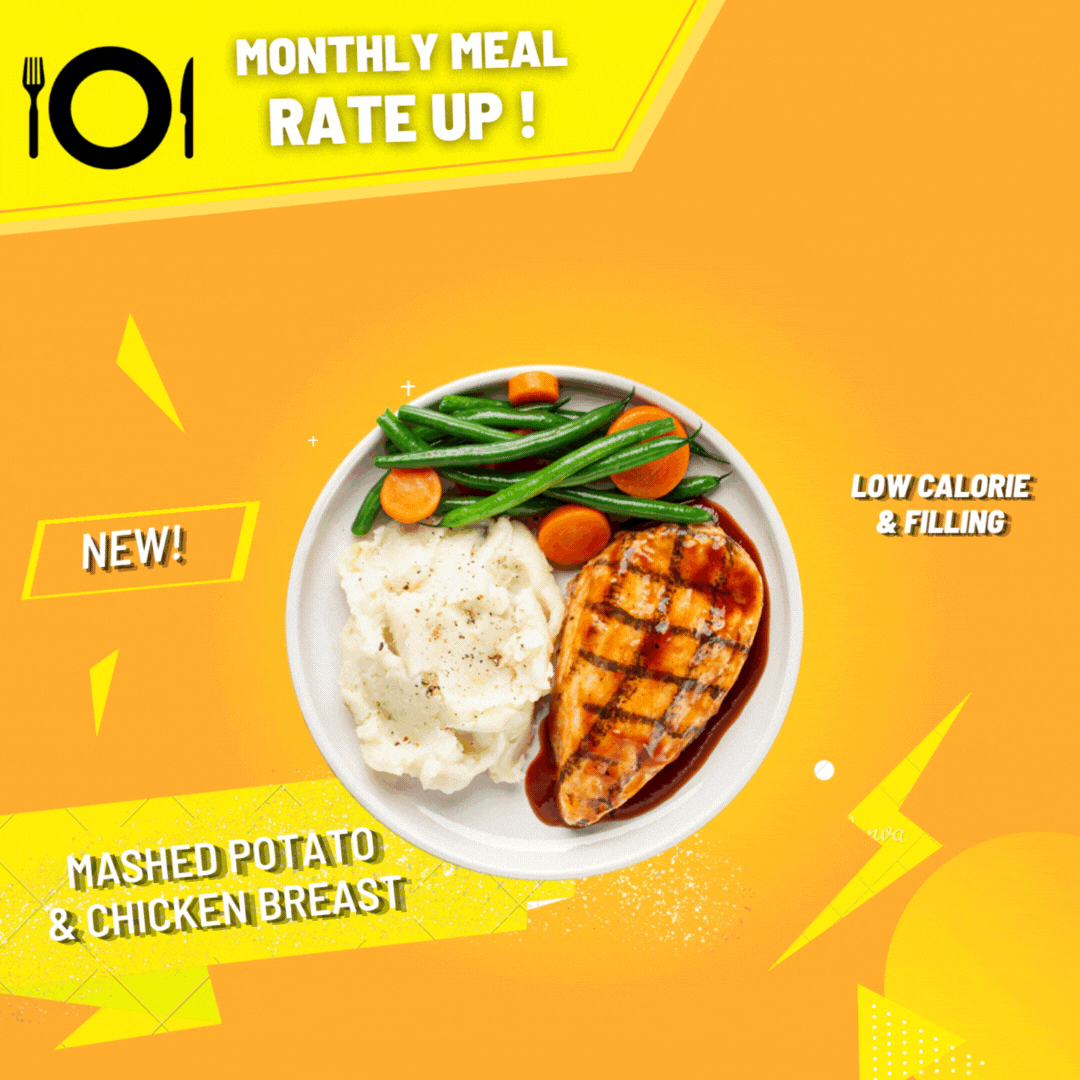 MONTHLY MEAL
RATE UP !
NEW!
LOW CALORIE
& FILLING
MASHED POTATO
& CHICKEN BREAST